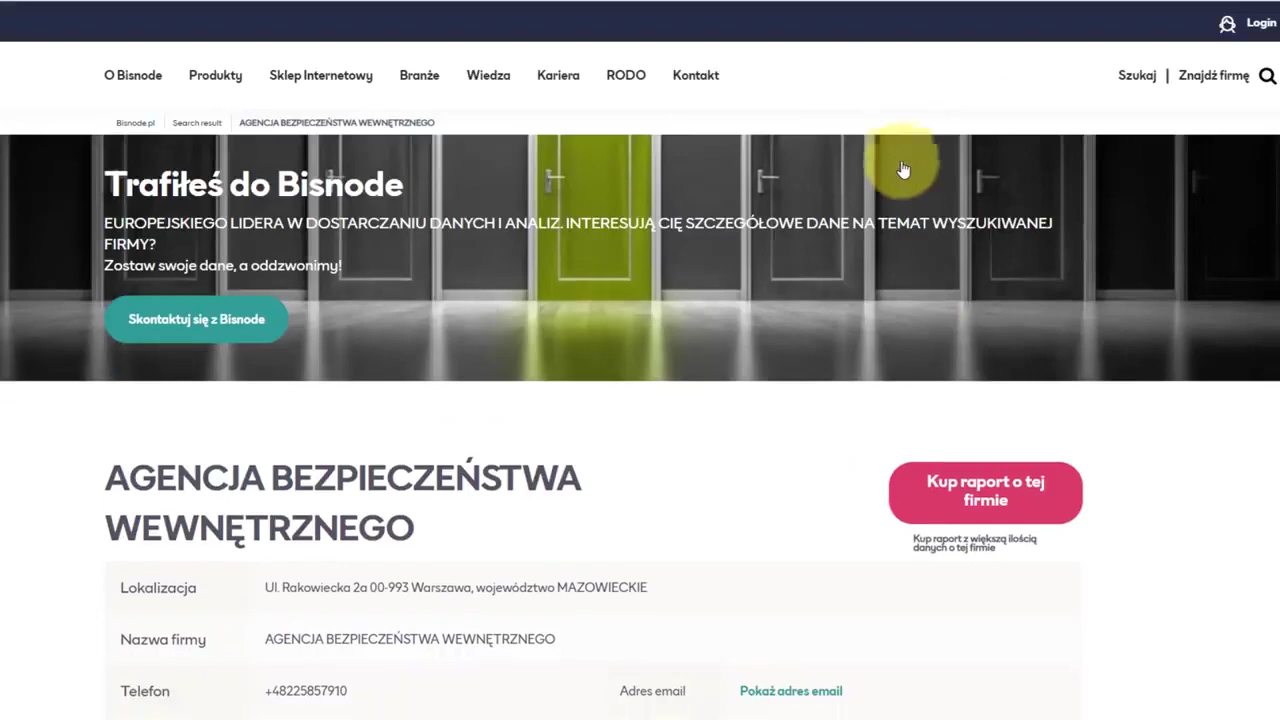 Login
O Bisnode Produkty Sklep Internetowy Branże Wiedza Kariera RODO Kontakt Szukaj | Znajdź firmę
Bisnode.pl Search result AGENCJA BEZPIECZEŃSTWA WEWNĘTRZNEGO
Trafiłeś do Bisnode
EUROPEJSKIEGO LIDERA W DOSTARCZANIU DANYCH I ANALIZ. INTERESUJĄ CIĘ SZCZEGÓŁOWE DANE NA TEMAT WYSZUKIWANEJ
FIRMY?
Zostaw swoje dane, a oddzwonimy!
Skontaktuj się z Bisnode
AGENCJA BEZPIECZEŃSTWA
WEWNĘTRZNEGO
Kup raport o tej
firmie
Kup raport z większą ilością
danych o tej firmie
Lokalizacja Ul. Rakowiecka 2a 00-993 Warszawa, województwo MAZOWIECKIE
Nazwa firmy AGENCJA BEZPIECZEŃSTWA WEWNĘTRZNEGO
Telefon +48225857910 Adres email Pokaż adres email